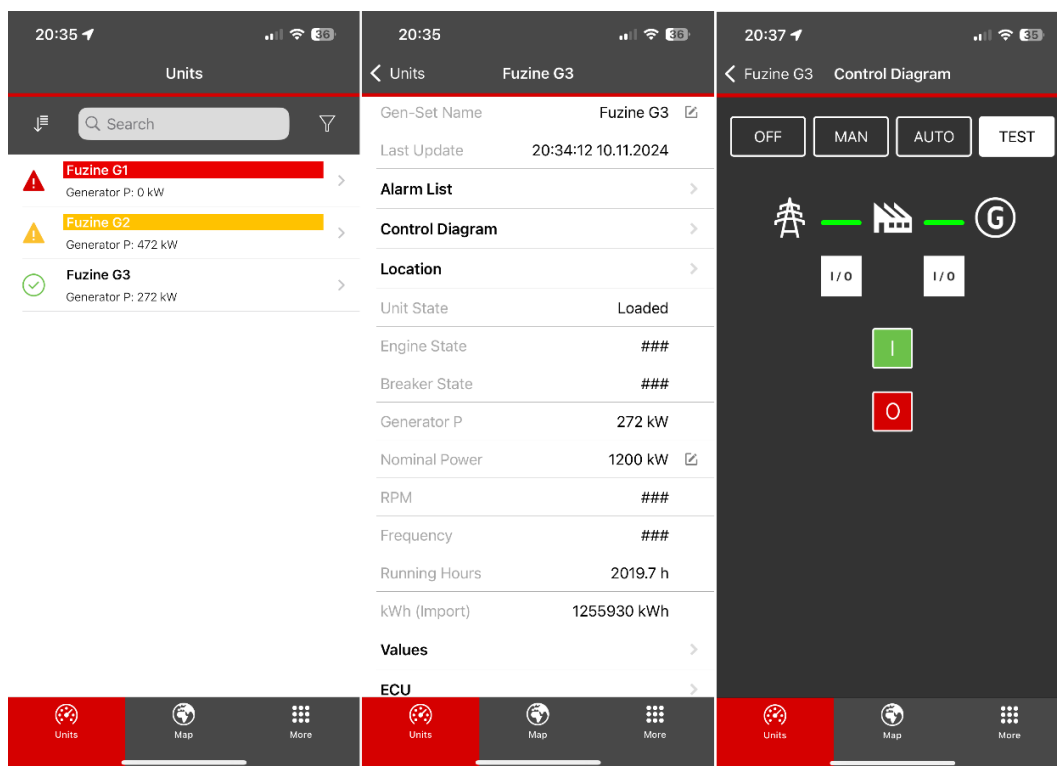 20:35
36
Units
Search
Fuzine G1
Generator P: 0 kW
Fuzine G2
Generator P: 472 kW
Fuzine G3
Generator P: 272 kW
Units
Map
More
20:35
36
Units
Fuzine G3
Gen-Set Name Fuzine G3
Last Update 20:34:12 10.11.2024
Alarm List
Control Diagram
Location
Unit State Loaded
Engine State ###
Breaker State ###
Generator P 272 kW
Nominal Power 1200 kW
RPM ###
Frequency ###
Running Hours 2019.7 h
kWh (Import) 1255930 kWh
Values
ECU
Units
Map
More
20:37
35
Fuzine G3
Control Diagram
OFF
MAN
AUTO
TEST
G
I / O
I / O
I
O
Units
Map
More